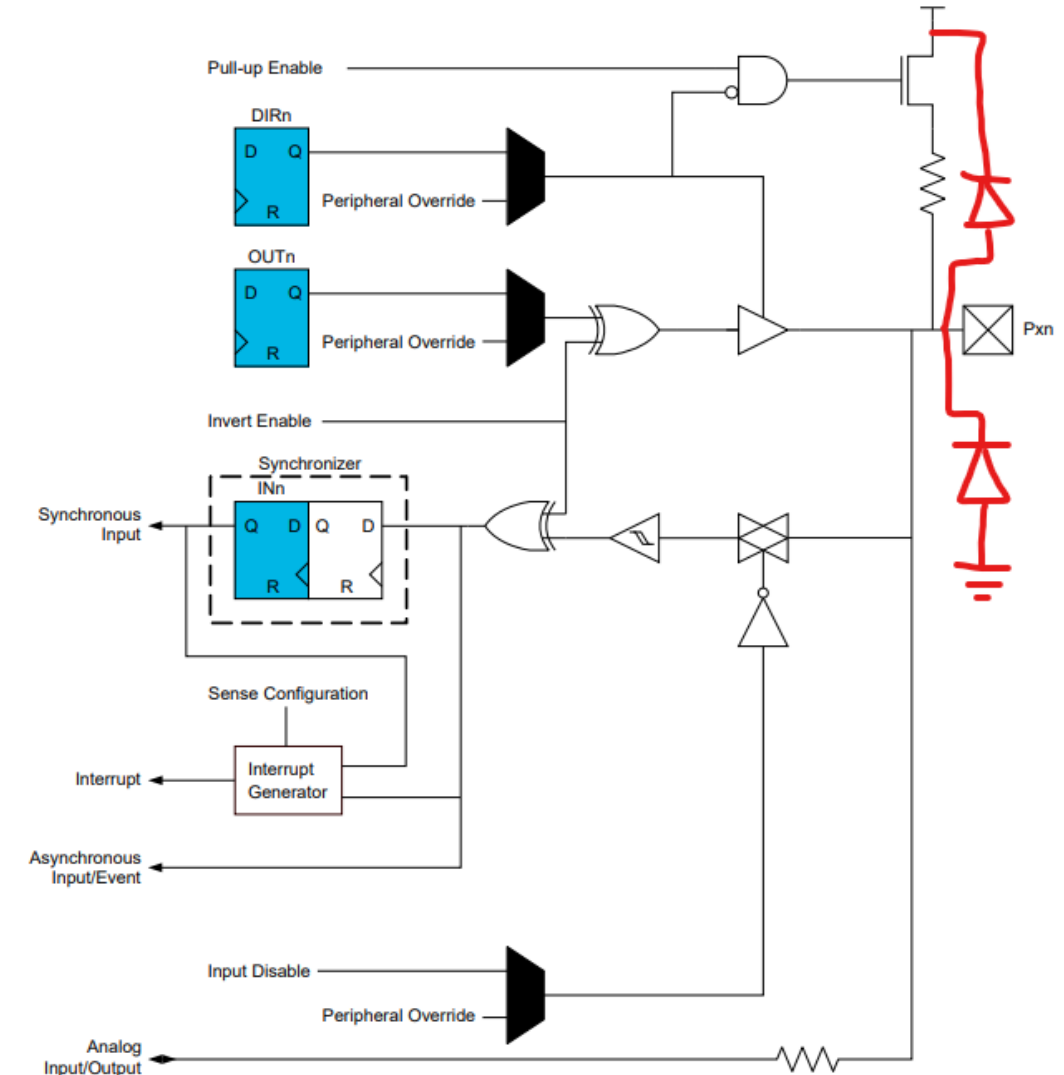 Pull-up Enable
DIRn
D Q
Peripheral Override
R
OUTn
D Q
Peripheral Override
R
Pxn
Invert Enable
Synchronizer
INn
Synchronous
Input
Q D Q D
R R
Sense Configuration
Interrupt
Interrupt
Generator
Asynchronous
Input/Event
Input Disable
Peripheral Override
Analog
Input/Output